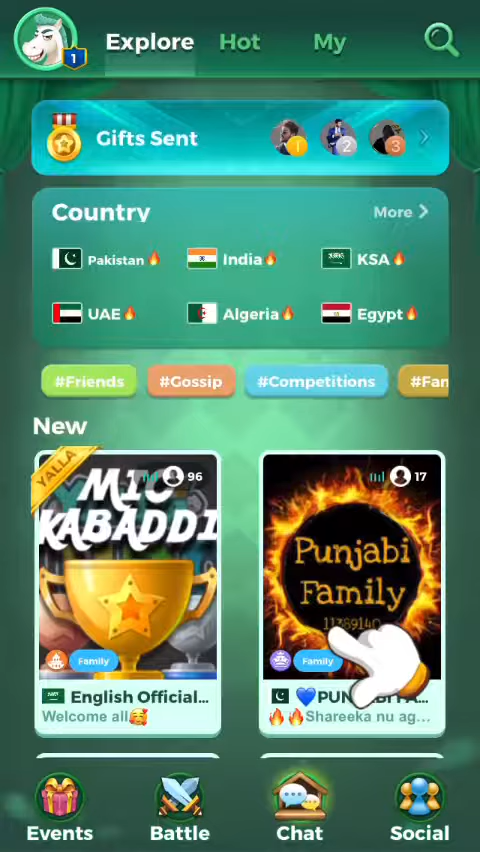 Explore Hot My
1
Gifts Sent 1 2 3
Country More
Pakistan India KSA
UAE Algeria Egypt
#Friends #Gossip #Competitions #Fan
New
YALLA
96 17
MIC
KABADDI
Punjabi
Family
11389140
Family Family
English Official...
Welcome all
🔥🔥Shareeka nu ag...
Events Battle Chat Social